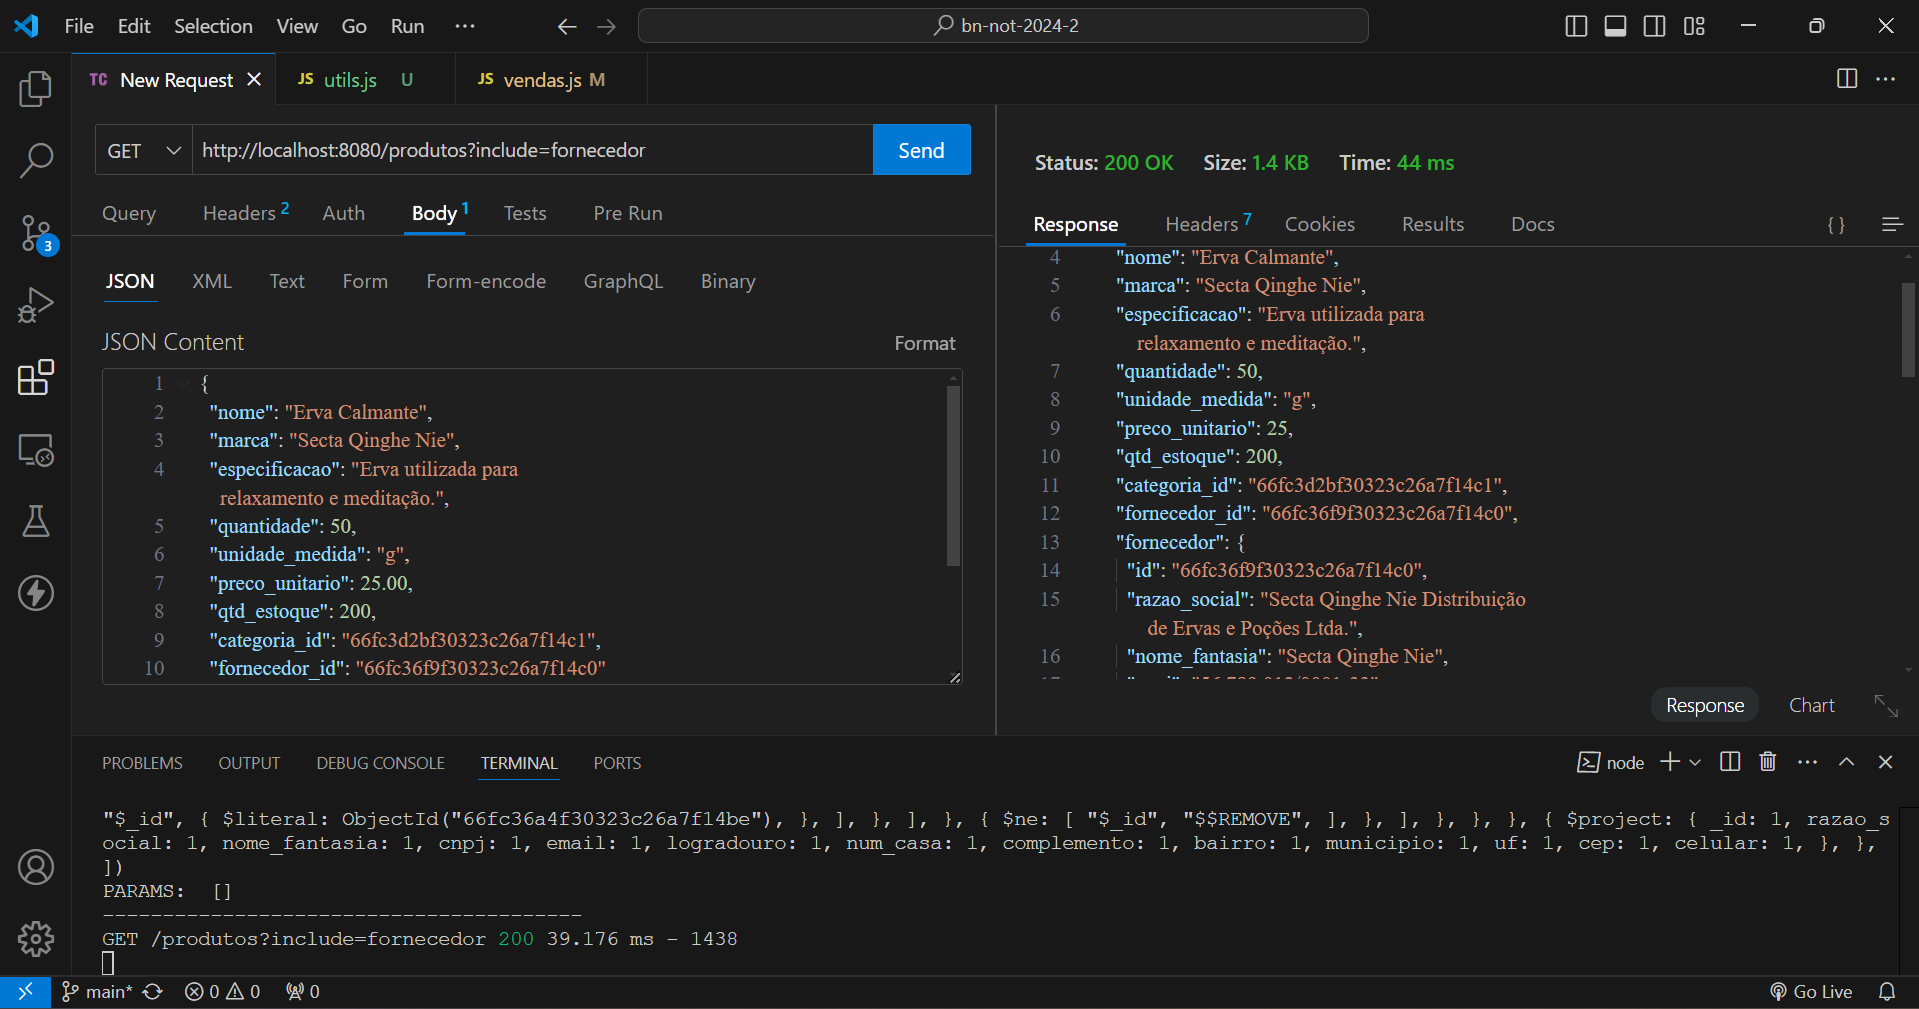 File Edit Selection View Go Run ··· bn-not-2024-2
TC New Request JS utils.js U JS vendas.js M
GET http://localhost:8080/produtos?include=fornecedor Send
Query Headers 2 Auth Body 1 Tests Pre Run
JSON XML Text Form Form-encode GraphQL Binary
JSON Content Format
1 {
2 "nome": "Erva Calmante",
3 "marca": "Secta Qinghe Nie",
4 "especificacao": "Erva utilizada para
relaxamento e meditação.",
5 "quantidade": 50,
6 "unidade_medida": "g",
7 "preco_unitario": 25.00,
8 "qtd_estoque": 200,
9 "categoria_id": "66fc3d2bf30323c26a7f14c1",
10 "fornecedor_id": "66fc36f9f30323c26a7f14c0"
Status: 200 OK Size: 1.4 KB Time: 44 ms
Response Headers 7 Cookies Results Docs { }
4 "nome": "Erva Calmante",
5 "marca": "Secta Qinghe Nie",
6 "especificacao": "Erva utilizada para
relaxamento e meditação.",
7 "quantidade": 50,
8 "unidade_medida": "g",
9 "preco_unitario": 25,
10 "qtd_estoque": 200,
11 "categoria_id": "66fc3d2bf30323c26a7f14c1",
12 "fornecedor_id": "66fc36f9f30323c26a7f14c0",
13 "fornecedor": {
14 "id": "66fc36f9f30323c26a7f14c0",
15 "razao_social": "Secta Qinghe Nie Distribuição
de Ervas e Poções Ltda.",
16 "nome_fantasia": "Secta Qinghe Nie",
Response Chart
3
PROBLEMS OUTPUT DEBUG CONSOLE TERMINAL PORTS node
"$_id", { $literal: ObjectId("66fc36a4f30323c26a7f14be"), }, ], }, ], }, { $ne: [ "$_id", "$$REMOVE", ], }, ], }, }, }, { $project: { _id: 1, razao_s
ocial: 1, nome_fantasia: 1, cnpj: 1, email: 1, logradouro: 1, num_casa: 1, complemento: 1, bairro: 1, municipio: 1, uf: 1, cep: 1, celular: 1, }, },
])
PARAMS: []
----------------------------------------
GET /produtos?include=fornecedor 200 39.176 ms - 1438
main* 0 0 0 Go Live